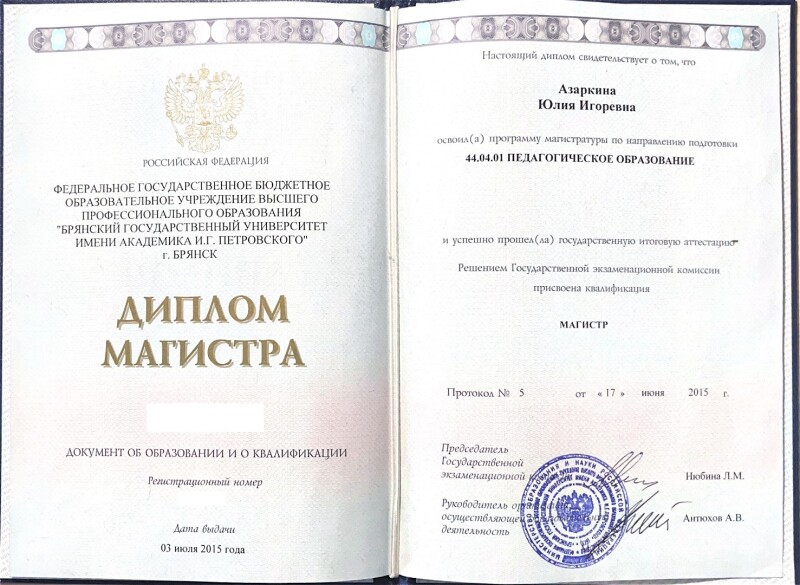 РОССИЙСКАЯ ФЕДЕРАЦИЯ
ФЕДЕРАЛЬНОЕ ГОСУДАРСТВЕННОЕ БЮДЖЕТНОЕ
ОБРАЗОВАТЕЛЬНОЕ УЧРЕЖДЕНИЕ ВЫСШЕГО
ПРОФЕССИОНАЛЬНОГО ОБРАЗОВАНИЯ
"БРЯНСКИЙ ГОСУДАРСТВЕННЫЙ УНИВЕРСИТЕТ
ИМЕНИ АКАДЕМИКА И.Г. ПЕТРОВСКОГО"
г. БРЯНСК
ДИПЛОМ
МАГИСТРА
ДОКУМЕНТ ОБ ОБРАЗОВАНИИ И О КВАЛИФИКАЦИИ
Регистрационный номер
Дата выдачи
03 июля 2015 года
Настоящий диплом свидетельствует о том, что
Азаркина
Юлия Игоревна
освоил(а) программу магистратуры по направлению подготовки
44.04.01 ПЕДАГОГИЧЕСКОЕ ОБРАЗОВАНИЕ
и успешно прошел(ла) государственную итоговую аттестацию
Решением Государственной экзаменационной комиссии
присвоена квалификация
МАГИСТР
Протокол № 5 от « 17 » июня 2015 г.
Председатель
Государственной
экзаменационной Нюбина Л.М.
Руководитель
осуществляющей Антюхов А.В.
деятельность